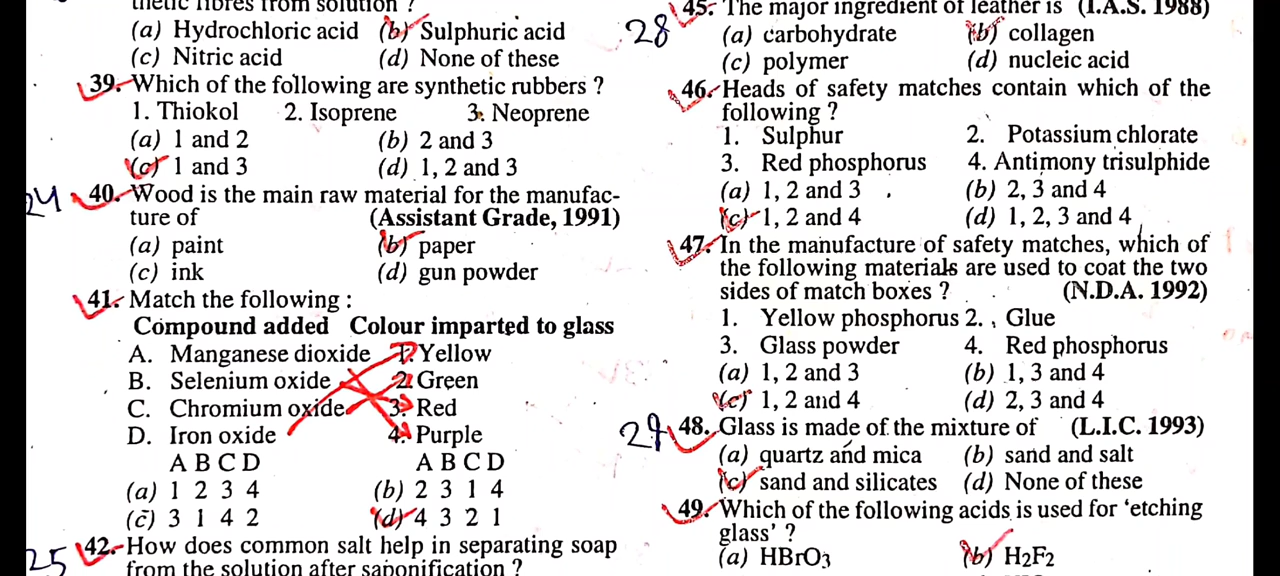 thetic fibres from solution ?
(a) Hydrochloric acid (b) Sulphuric acid
(c) Nitric acid (d) None of these
39. Which of the following are synthetic rubbers ?
1. Thiokol 2. Isoprene 3. Neoprene
(a) 1 and 2 (b) 2 and 3
(c) 1 and 3 (d) 1, 2 and 3
24 40. Wood is the main raw material for the manufac-
ture of (Assistant Grade, 1991)
(a) paint (b) paper
(c) ink (d) gun powder
41. Match the following :
Compound added Colour imparted to glass
A. Manganese dioxide 1. Yellow
B. Selenium oxide 2. Green
C. Chromium oxide 3. Red
D. Iron oxide 4. Purple
A B C D A B C D
(a) 1 2 3 4 (b) 2 3 1 4
(c) 3 1 4 2 (d) 4 3 2 1
25 42. How does common salt help in separating soap
from the solution after saponification ?
45. The major ingredient of leather is (I.A.S. 1988)
28 (a) carbohydrate (b) collagen
(c) polymer (d) nucleic acid
46. Heads of safety matches contain which of the
following ?
1. Sulphur 2. Potassium chlorate
3. Red phosphorus 4. Antimony trisulphide
(a) 1, 2 and 3 (b) 2, 3 and 4
(c) 1, 2 and 4 (d) 1, 2, 3 and 4
47. In the manufacture of safety matches, which of
the following materials are used to coat the two
sides of match boxes ? (N.D.A. 1992)
1. Yellow phosphorus 2. Glue
3. Glass powder 4. Red phosphorus
(a) 1, 2 and 3 (b) 1, 3 and 4
(c) 1, 2 and 4 (d) 2, 3 and 4
29 48. Glass is made of the mixture of (L.I.C. 1993)
(a) quartz and mica (b) sand and salt
(c) sand and silicates (d) None of these
49. Which of the following acids is used for 'etching
glass' ?
(a) HBrO3 (b) H2F2